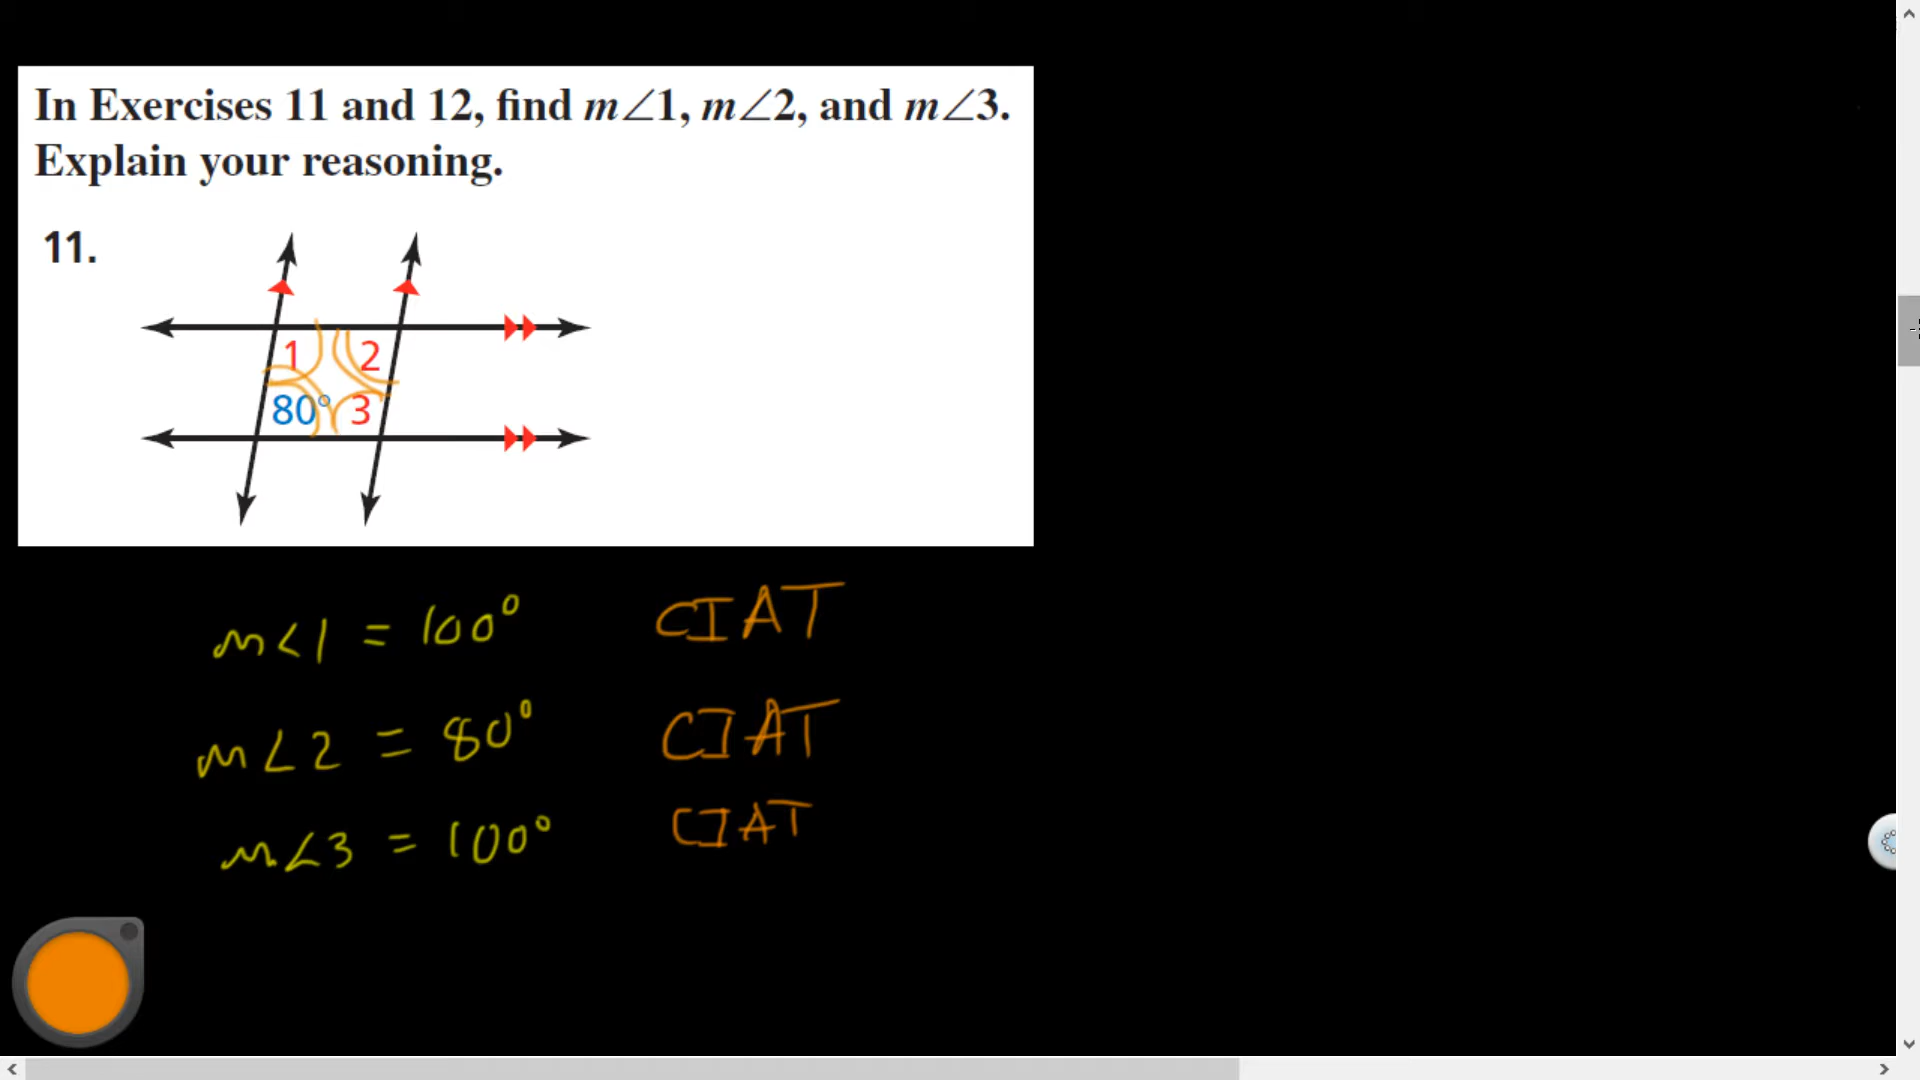 In Exercises 11 and 12, find m∠1, m∠2, and m∠3.
Explain your reasoning.
11.
1 2
80° 3
m∠1 = 100° CIAT
m∠2 = 80° CIAT
m∠3 = 100° CIAT